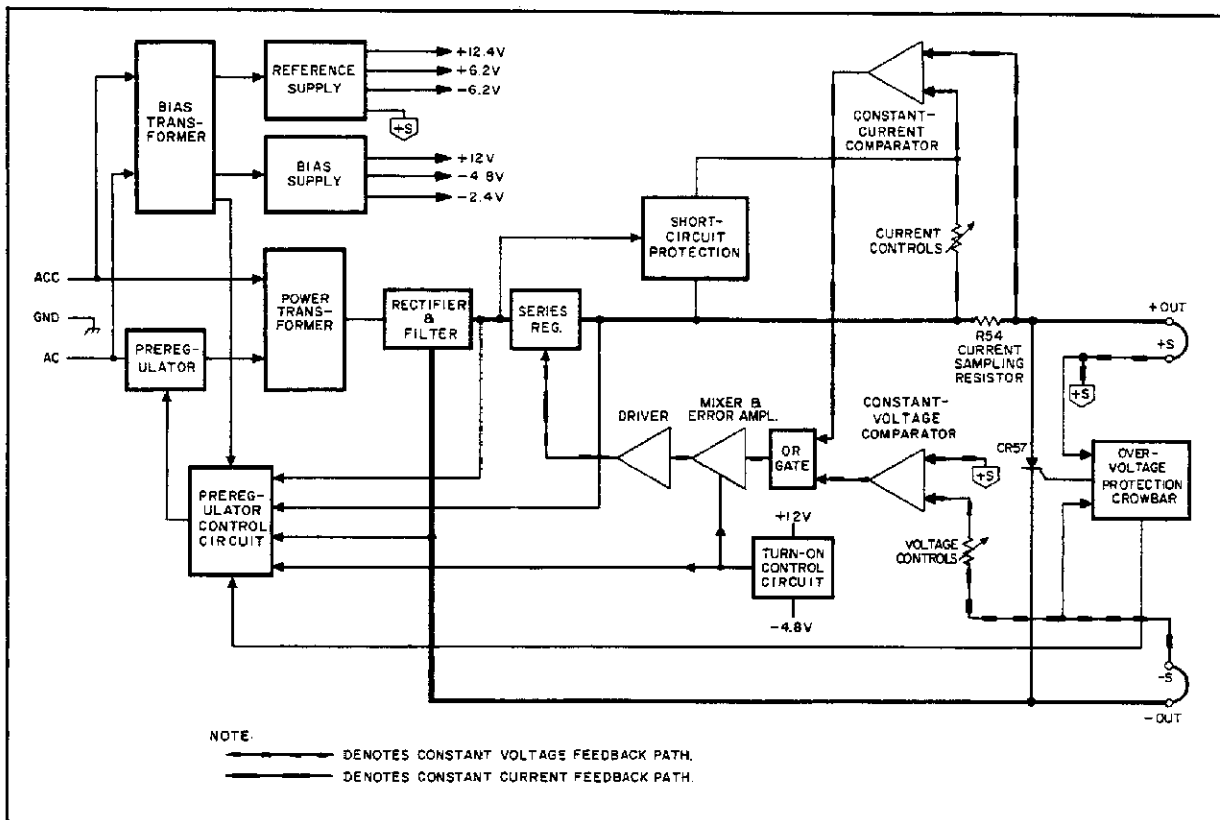 +12.4V
+6.2V
-6.2V
REFERENCE
SUPPLY
+S
BIAS
TRANS-
FORMER
BIAS
SUPPLY
+12V
-4.8V
-2.4V
CONSTANT-
CURRENT
COMPARATOR
SHORT-
CIRCUIT
PROTECTION
CURRENT
CONTROLS
ACC
GND
AC
POWER
TRANS-
FORMER
RECTIFIER
&
FILTER
SERIES
REG.
PREREG-
ULATOR
R54
CURRENT
SAMPLING
RESISTOR
+OUT
+S
+S
DRIVER
MIXER &
ERROR AMPL.
OR
GATE
CONSTANT-
VOLTAGE
COMPARATOR
+S
CR57
OVER-
VOLTAGE
PROTECTION
CROWBAR
PREREG-
ULATOR
CONTROL
CIRCUIT
+12V
TURN-ON
CONTROL
CIRCUIT
-4.8V
VOLTAGE
CONTROLS
-S
-OUT
NOTE:
DENOTES CONSTANT VOLTAGE FEEDBACK PATH.
DENOTES CONSTANT CURRENT FEEDBACK PATH.